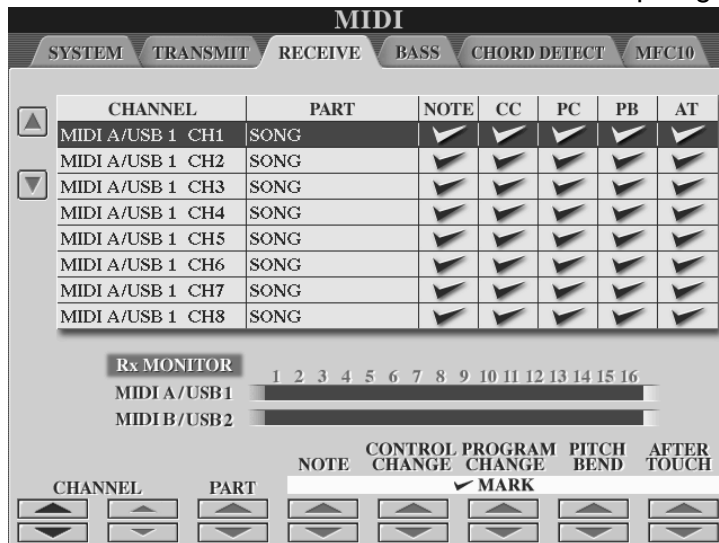 MIDI
SYSTEM TRANSMIT RECEIVE BASS CHORD DETECT MFC10
CHANNEL PART NOTE CC PC PB AT
MIDI A/USB 1 CH1 SONG
MIDI A/USB 1 CH2 SONG
MIDI A/USB 1 CH3 SONG
MIDI A/USB 1 CH4 SONG
MIDI A/USB 1 CH5 SONG
MIDI A/USB 1 CH6 SONG
MIDI A/USB 1 CH7 SONG
MIDI A/USB 1 CH8 SONG
Rx MONITOR 1 2 3 4 5 6 7 8 9 10 11 12 13 14 15 16
MIDI A/USB1
MIDI B/USB2
CHANNEL PART NOTE CONTROL CHANGE PROGRAM CHANGE PITCH BEND AFTER TOUCH
MARK